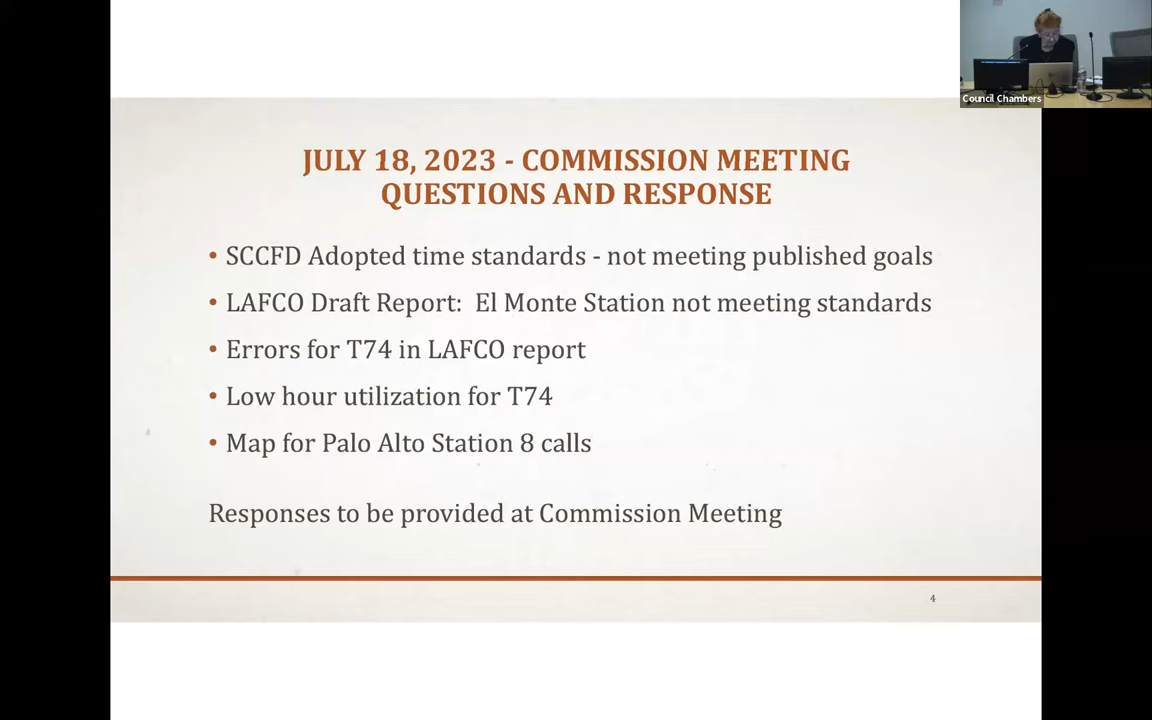 Council Chambers
JULY 18, 2023 - COMMISSION MEETING
QUESTIONS AND RESPONSE
• SCCFD Adopted time standards - not meeting published goals
• LAFCO Draft Report: El Monte Station not meeting standards
• Errors for T74 in LAFCO report
• Low hour utilization for T74
• Map for Palo Alto Station 8 calls
Responses to be provided at Commission Meeting
4